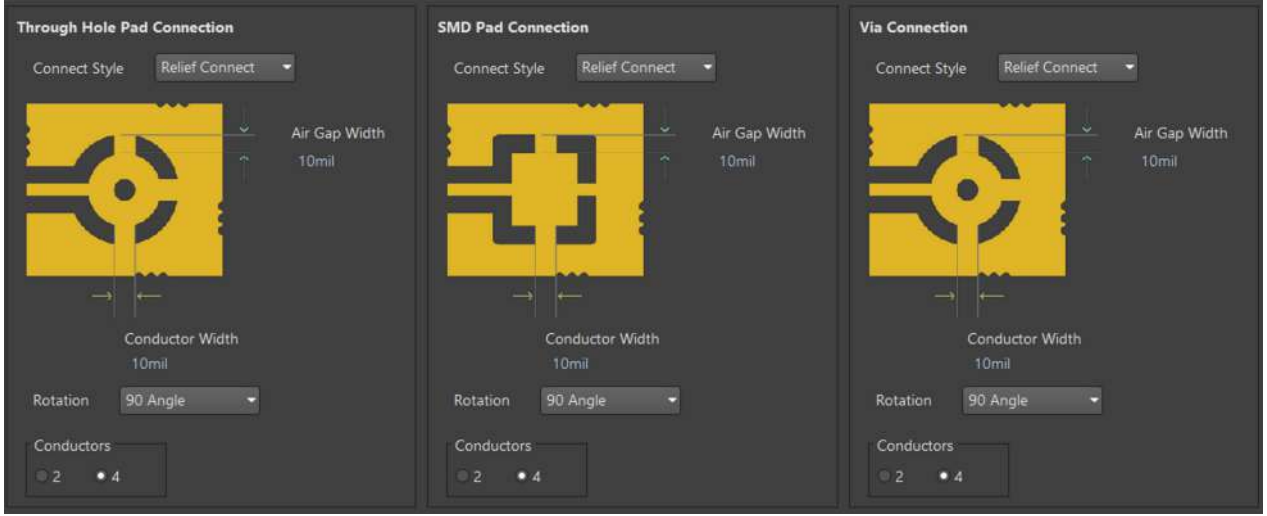 Through Hole Pad Connection
Connect Style Relief Connect
Air Gap Width
10mil
Conductor Width
10mil
Rotation 90 Angle
Conductors
2 4
SMD Pad Connection
Connect Style Relief Connect
Air Gap Width
10mil
Conductor Width
10mil
Rotation 90 Angle
Conductors
2 4
Via Connection
Connect Style Relief Connect
Air Gap Width
10mil
Conductor Width
10mil
Rotation 90 Angle
Conductors
2 4